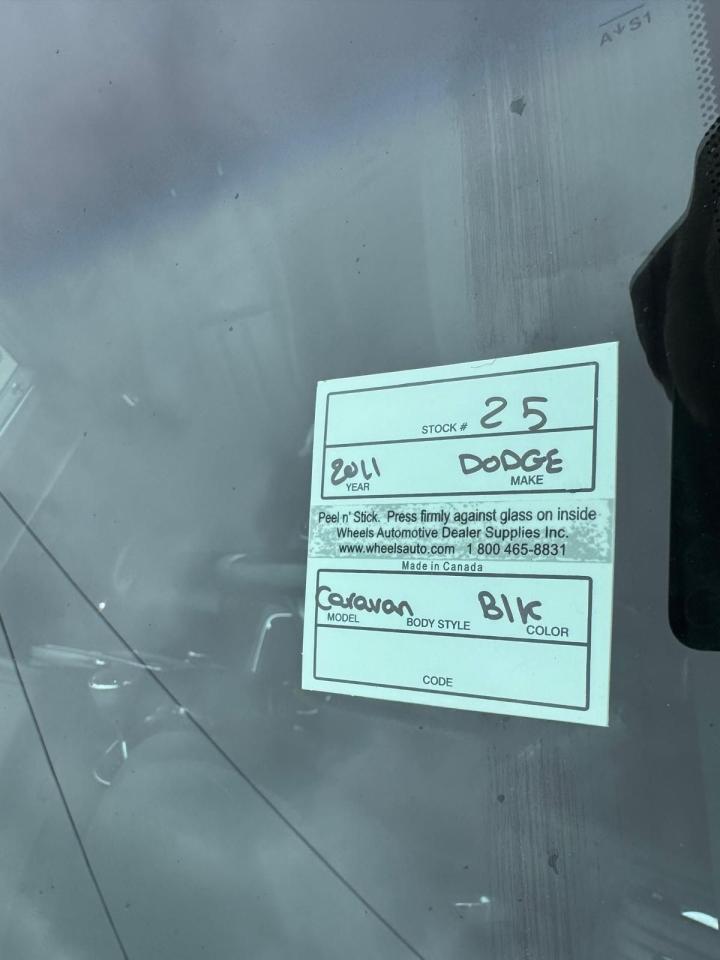 A↓S1
STOCK # 25
2011 DODGE
YEAR MAKE
Peel n' Stick. Press firmly against glass on inside
Wheels Automotive Dealer Supplies Inc.
www.wheelsauto.com 1 800 465-8831
Made in Canada
Caravan Blk
MODEL BODY STYLE COLOR
CODE